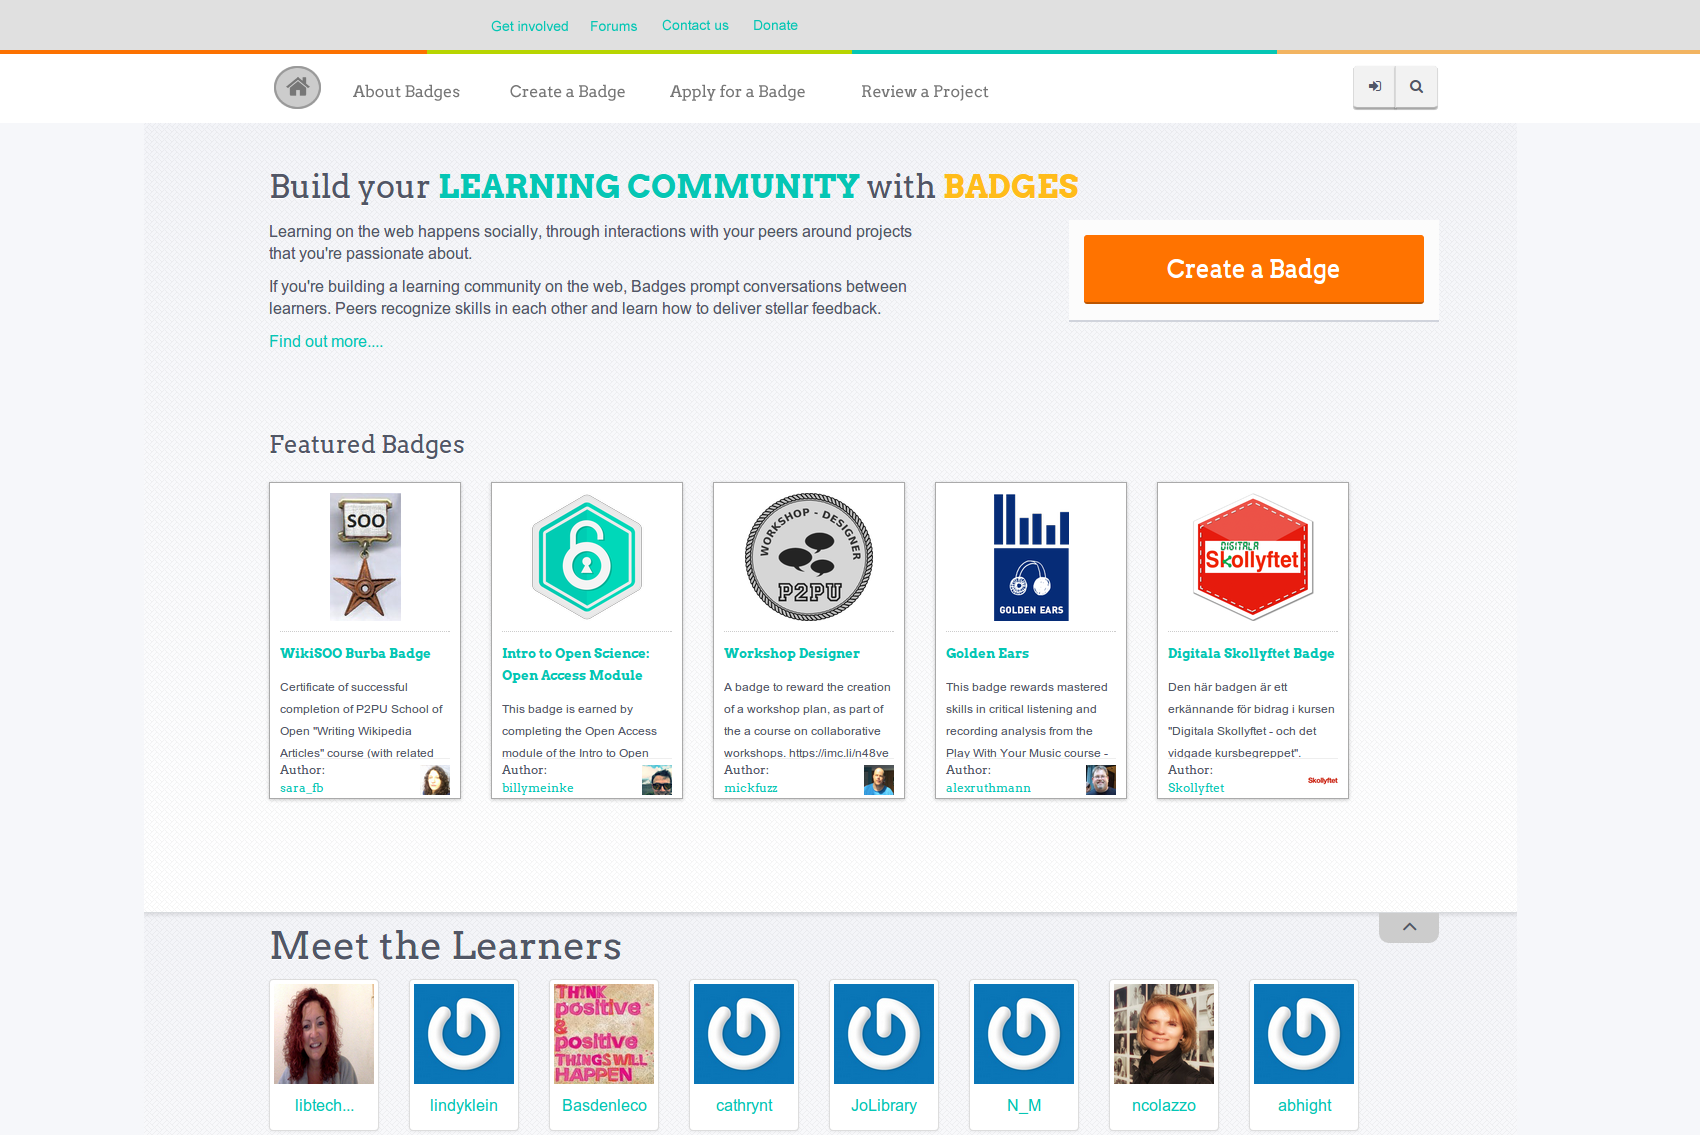 Get involved Forums Contact us Donate
About Badges Create a Badge Apply for a Badge Review a Project
Build your LEARNING COMMUNITY with BADGES
Learning on the web happens socially, through interactions with your peers around projects
that you're passionate about.
If you're building a learning community on the web, Badges prompt conversations between
learners. Peers recognize skills in each other and learn how to deliver stellar feedback.
Find out more....
Create a Badge
Featured Badges
SOO
WikiSOO Burba Badge
Certificate of successful
completion of P2PU School of
Open "Writing Wikipedia
Articles" course (with related
Author:
sara_fb
Intro to Open Science:
Open Access Module
This badge is earned by
completing the Open Access
module of the Intro to Open
Author:
billymeinke
WORKSHOP - DESIGNER
P2PU
Workshop Designer
A badge to reward the creation
of a workshop plan, as part of
the a course on collaborative
workshops. https://imc.li/n48ve
Author:
mickfuzz
GOLDEN EARS
Golden Ears
This badge rewards mastered
skills in critical listening and
recording analysis from the
Play With Your Music course -
Author:
alexruthmann
DIGITALA
Skollyftet
Digitala Skollyftet Badge
Den här badgen är ett
erkännande för bidrag i kursen
"Digitala Skollyftet - och det
vidgade kursbegreppet".
Author:
Skollyftet
Skollyftet
Meet the Learners
THINK
positive
&
positive
THINGS WILL
HAPPEN
libtech... lindyklein Basdenleco cathrynt JoLibrary N_M ncolazzo abhight